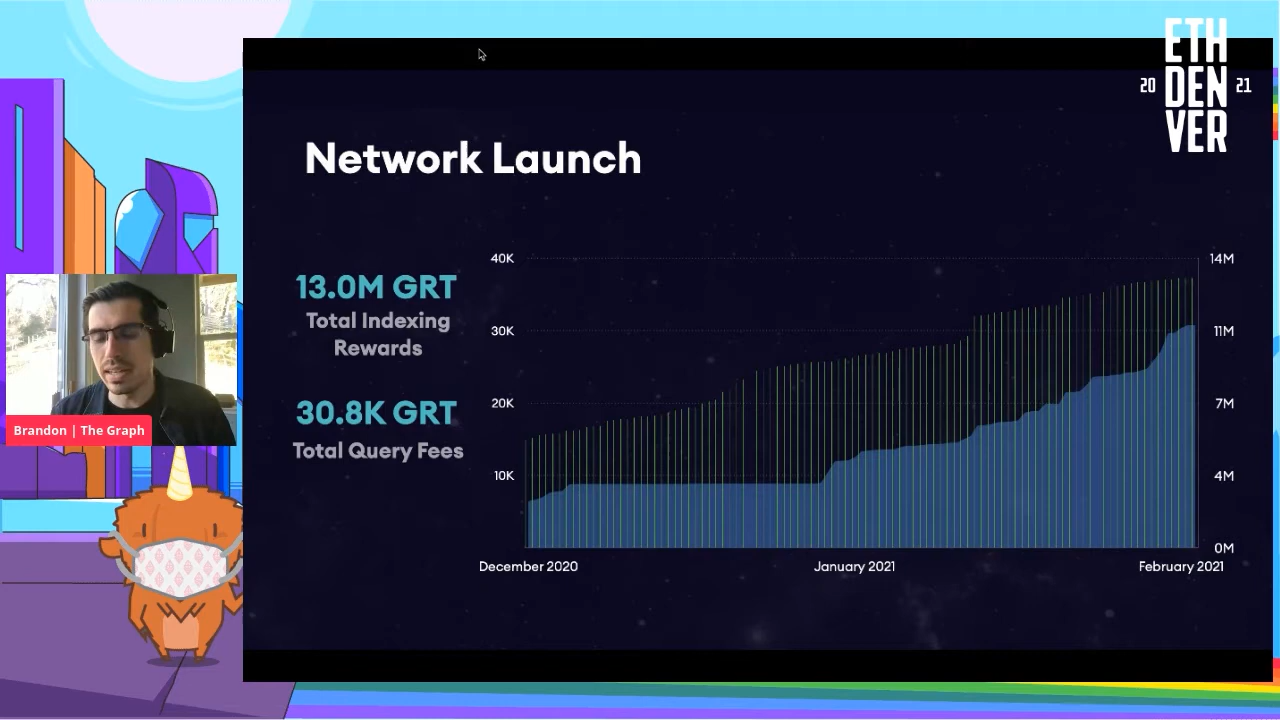 ETH
20 DEN 21
VER
Network Launch
13.0M GRT
Total Indexing
Rewards
30.8K GRT
Total Query Fees
40K
30K
20K
10K
14M
11M
7M
4M
0M
December 2020
January 2021
February 2021
Brandon | The Graph